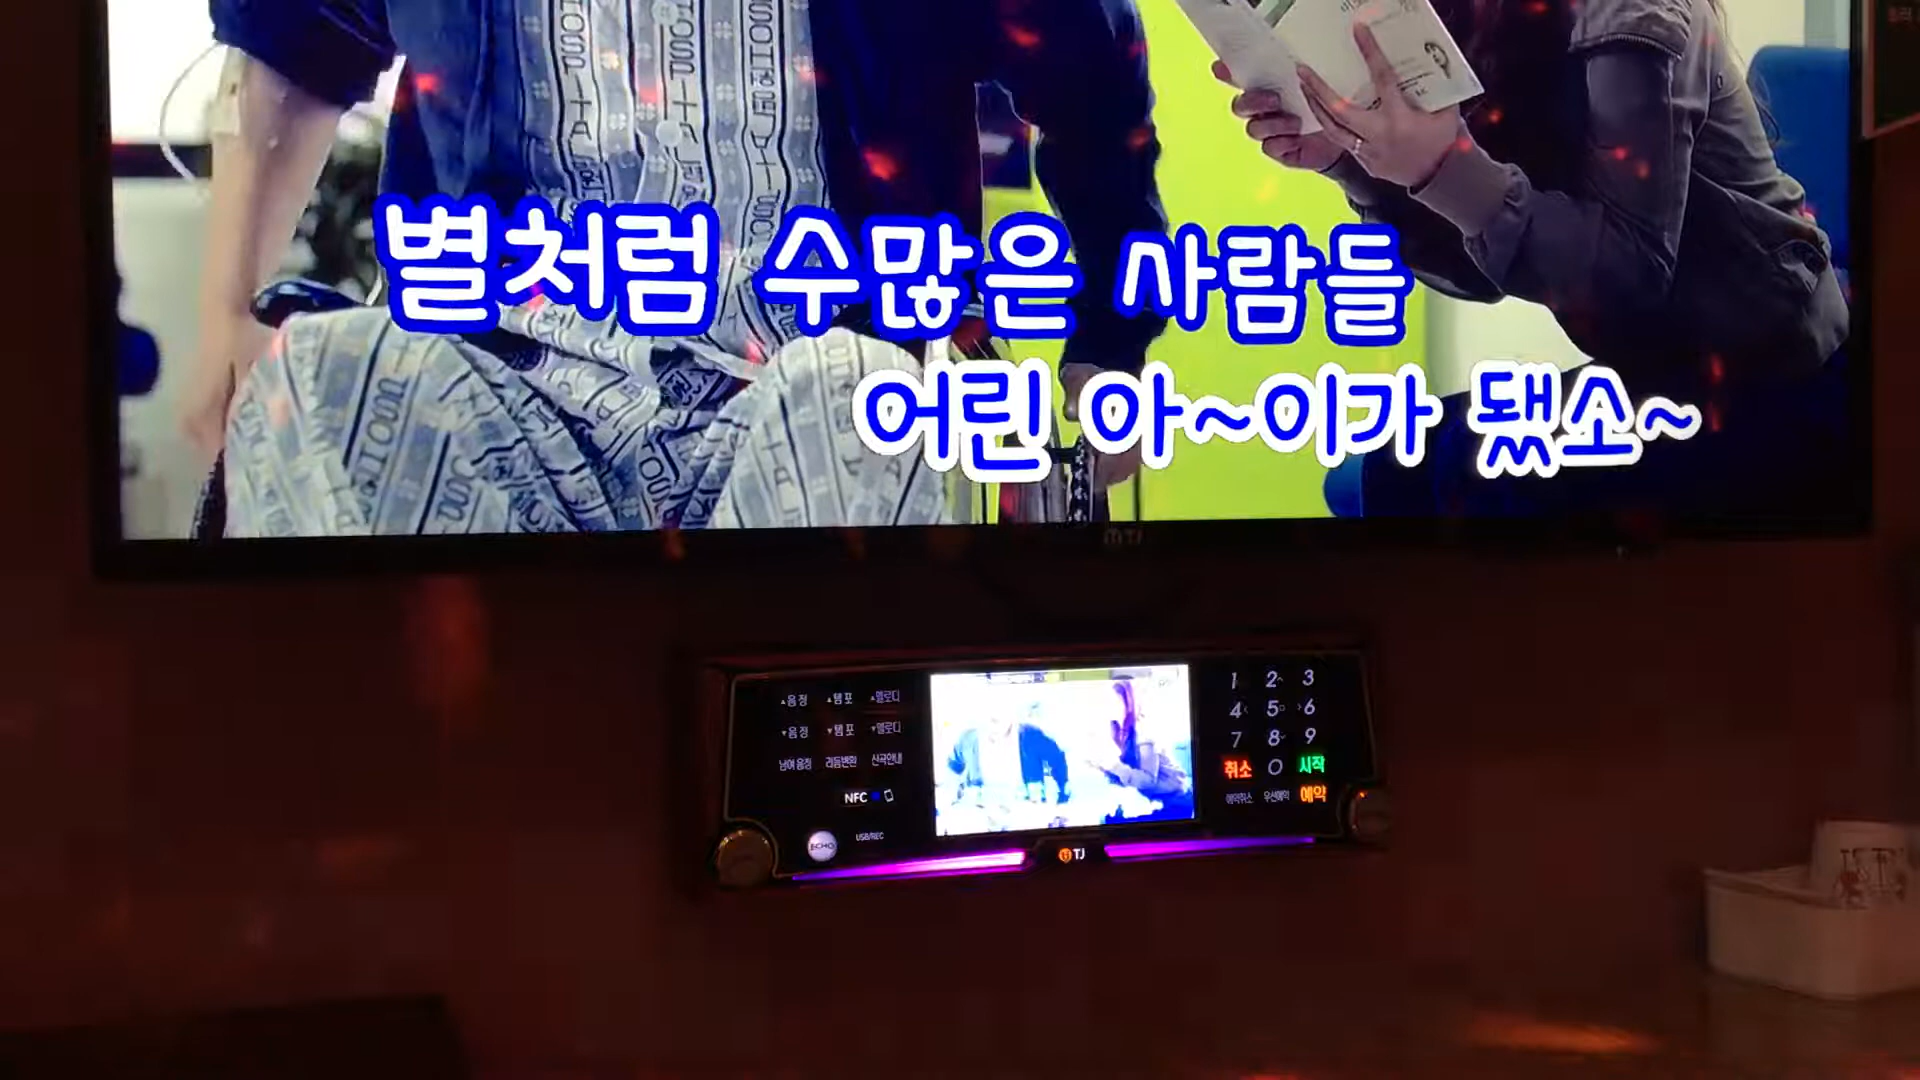 별처럼 수많은 사람들
어린 아~이가 됐소~
▲음정 ▲템포 ▲멜로디
▼음정 ▼템포 ▼멜로디
남여음정 리듬변환 신곡안내
NFC
ECHO USB/REC
TJ
1 2 3
4 5 6
7 8 9
취소 0 시작
예약취소 우선예약 예약